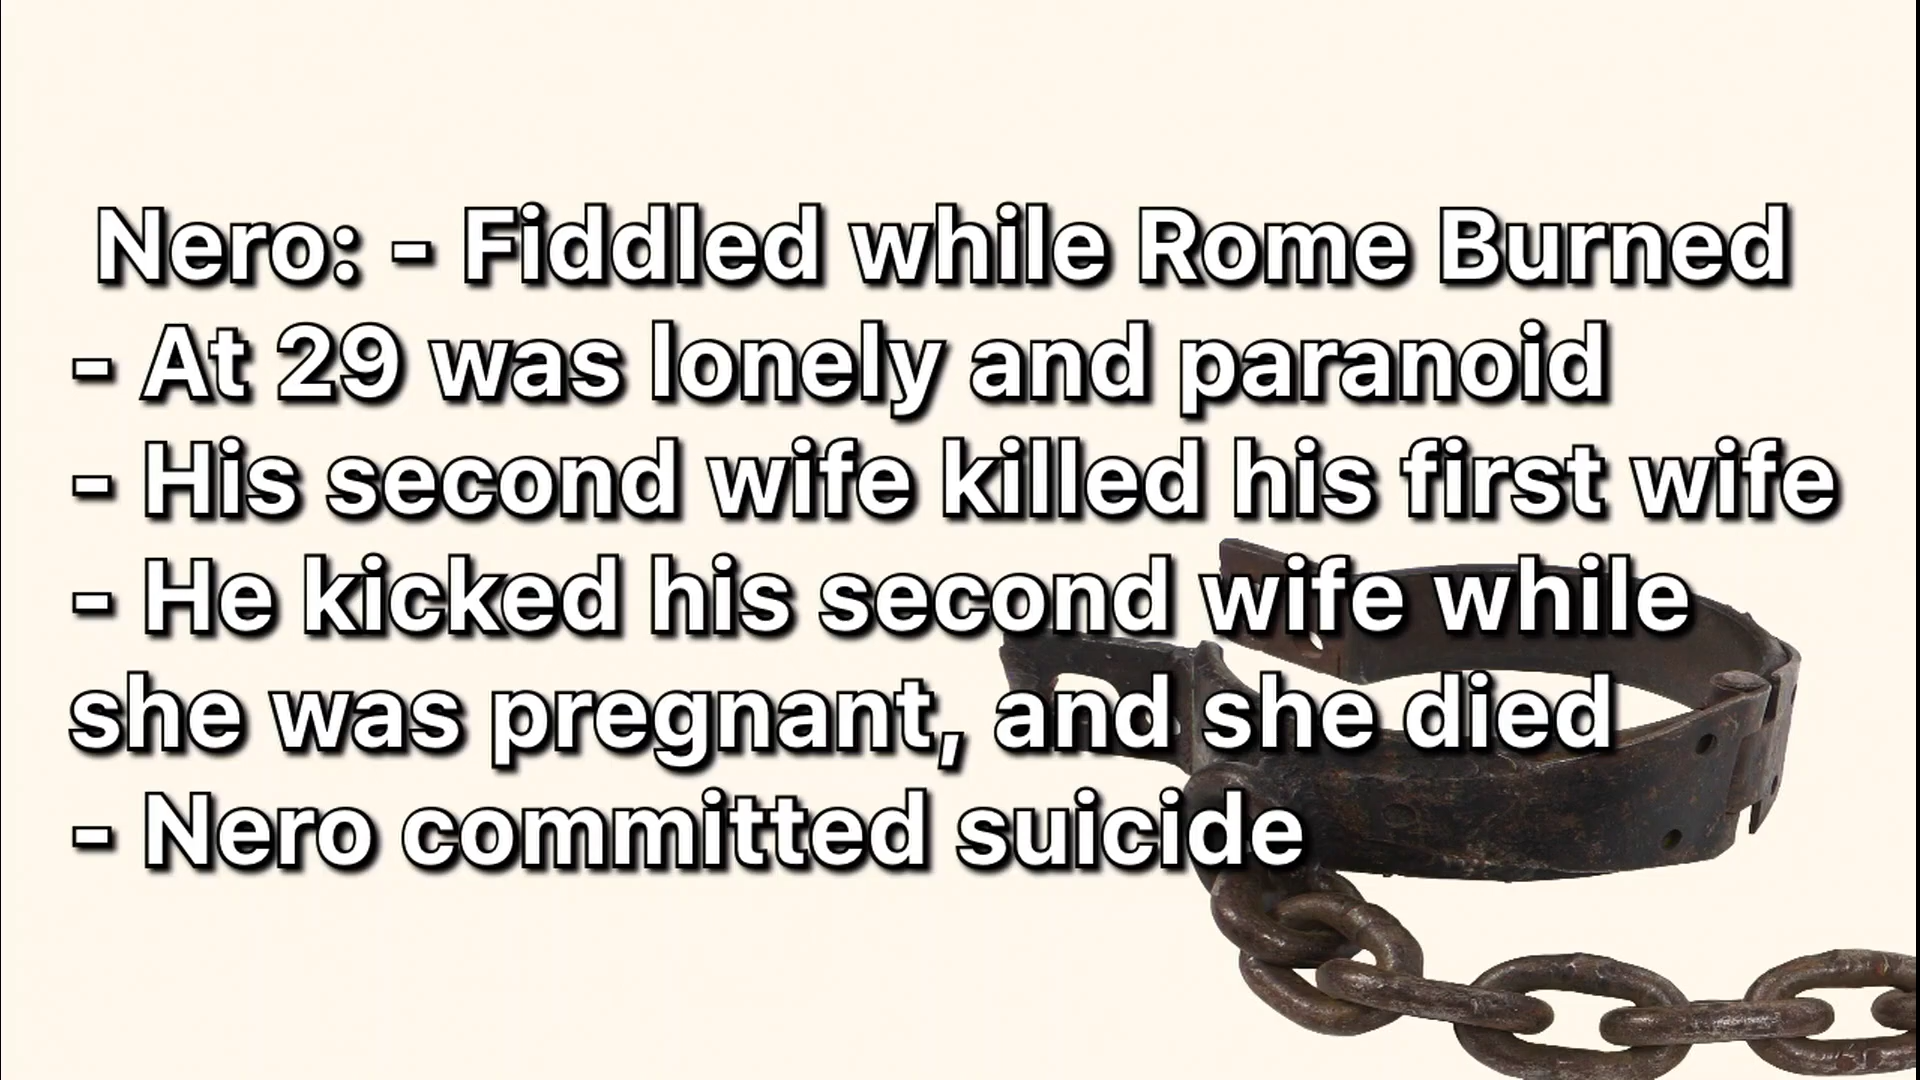 Nero: - Fiddled while Rome Burned
- At 29 was lonely and paranoid
- His second wife killed his first wife
- He kicked his second wife while
she was pregnant, and she died
- Nero committed suicide